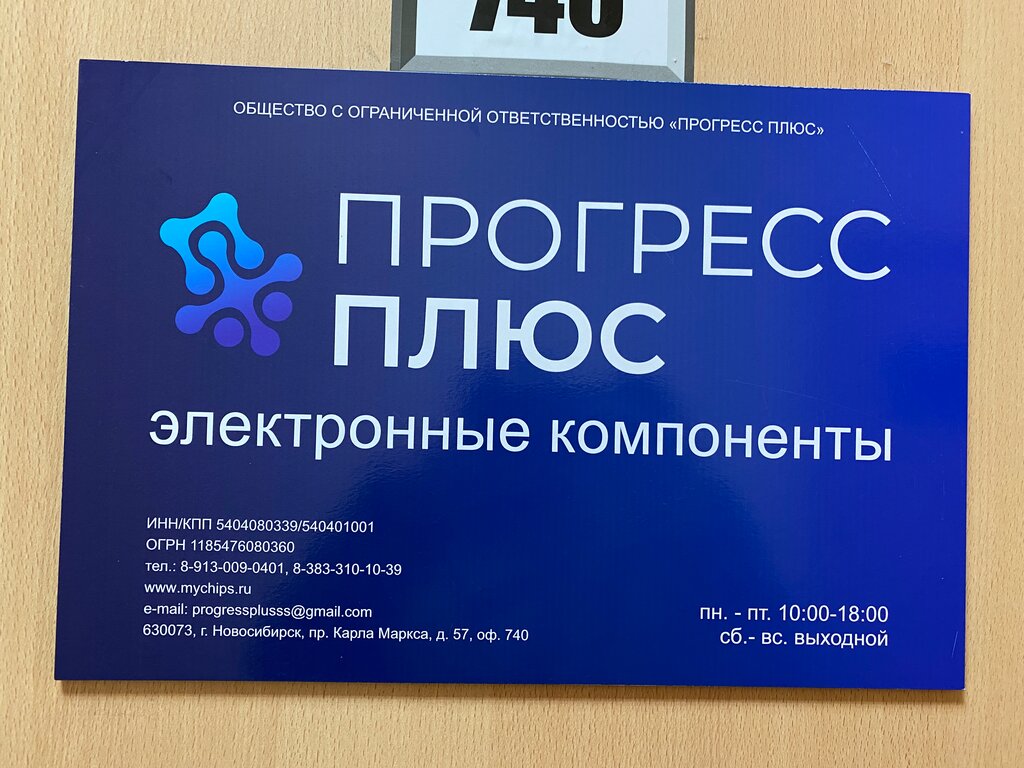 740
ОБЩЕСТВО С ОГРАНИЧЕННОЙ ОТВЕТСТВЕННОСТЬЮ «ПРОГРЕСС ПЛЮС»
ПРОГРЕСС
ПЛЮС
электронные компоненты
ИНН/КПП 5404080339/540401001
ОГРН 1185476080360
тел.: 8-913-009-0401, 8-383-310-10-39
www.mychips.ru
e-mail: progressplusss@gmail.com
630073, г. Новосибирск, пр. Карла Маркса, д. 57, оф. 740
пн. - пт. 10:00-18:00
сб.- вс. выходной